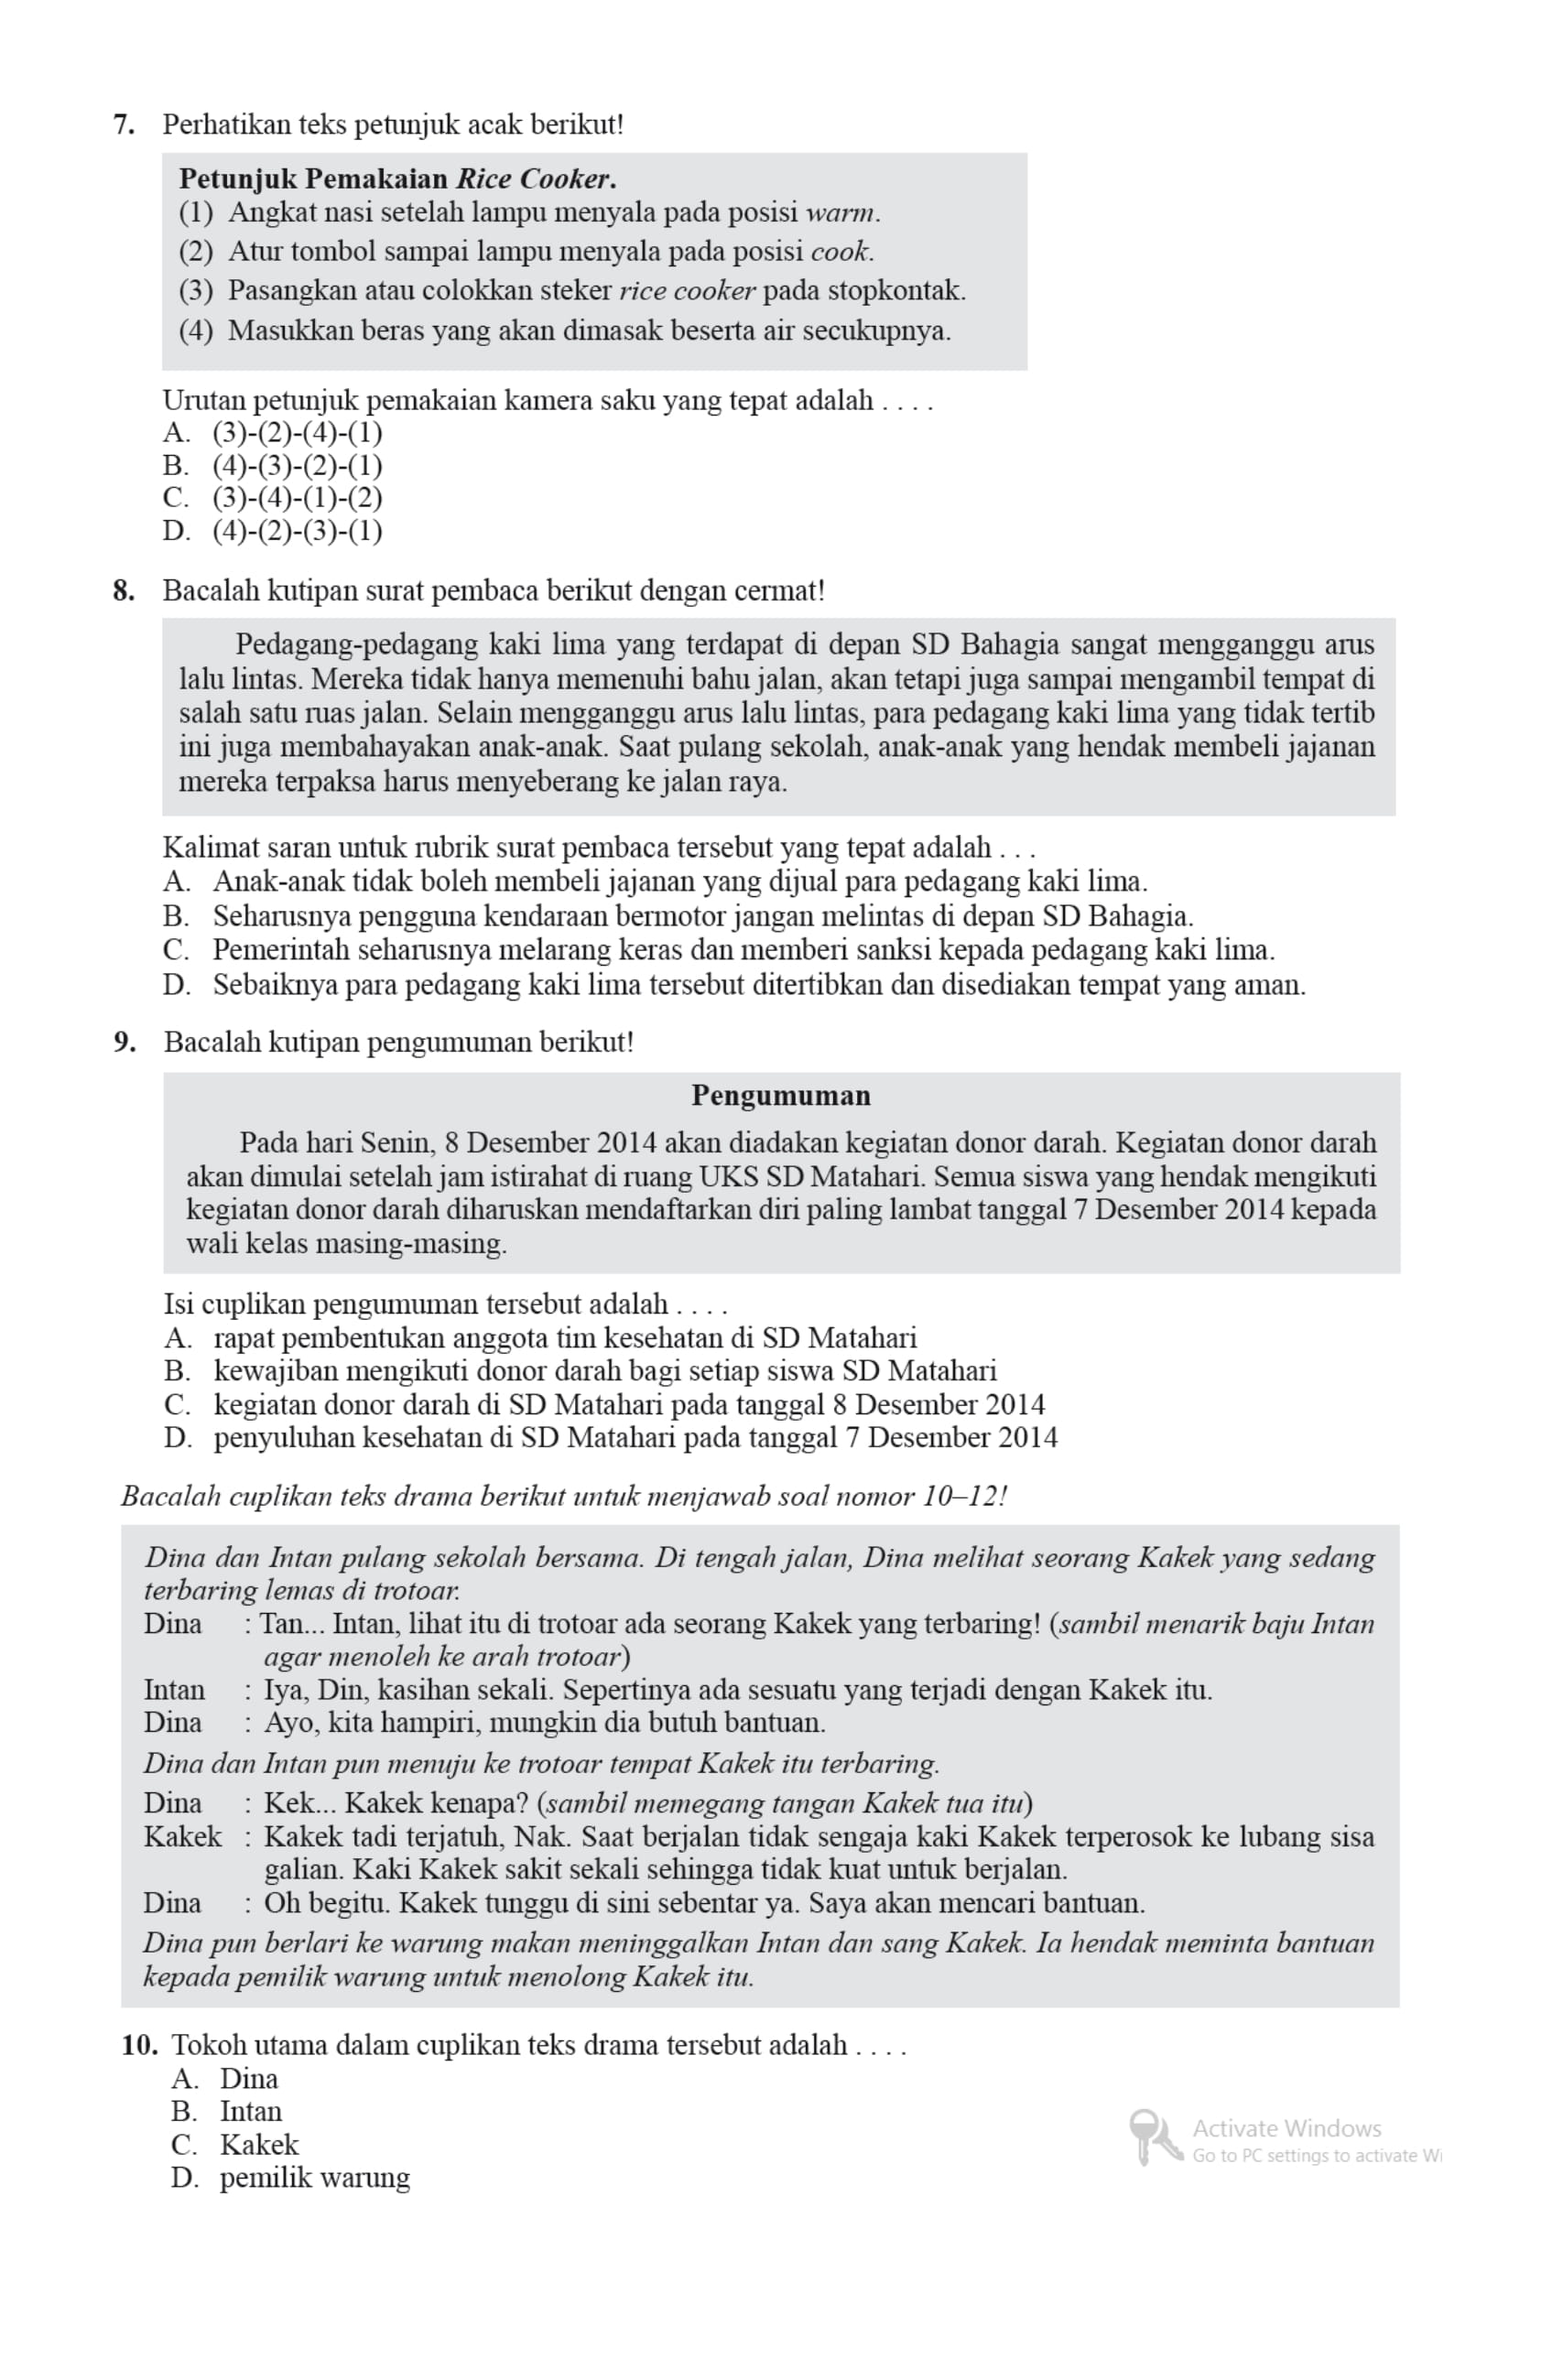 7. Perhatikan teks petunjuk acak berikut!
Petunjuk Pemakaian Rice Cooker.
(1) Angkat nasi setelah lampu menyala pada posisi warm.
(2) Atur tombol sampai lampu menyala pada posisi cook.
(3) Pasangkan atau colokkan steker rice cooker pada stopkontak.
(4) Masukkan beras yang akan dimasak beserta air secukupnya.
Urutan petunjuk pemakaian kamera saku yang tepat adalah . . . .
A. (3)-(2)-(4)-(1)
B. (4)-(3)-(2)-(1)
C. (3)-(4)-(1)-(2)
D. (4)-(2)-(3)-(1)
8. Bacalah kutipan surat pembaca berikut dengan cermat!
Pedagang-pedagang kaki lima yang terdapat di depan SD Bahagia sangat mengganggu arus
lalu lintas. Mereka tidak hanya memenuhi bahu jalan, akan tetapi juga sampai mengambil tempat di
salah satu ruas jalan. Selain mengganggu arus lalu lintas, para pedagang kaki lima yang tidak tertib
ini juga membahayakan anak-anak. Saat pulang sekolah, anak-anak yang hendak membeli jajanan
mereka terpaksa harus menyeberang ke jalan raya.
Kalimat saran untuk rubrik surat pembaca tersebut yang tepat adalah . . .
A. Anak-anak tidak boleh membeli jajanan yang dijual para pedagang kaki lima.
B. Seharusnya pengguna kendaraan bermotor jangan melintas di depan SD Bahagia.
C. Pemerintah seharusnya melarang keras dan memberi sanksi kepada pedagang kaki lima.
D. Sebaiknya para pedagang kaki lima tersebut ditertibkan dan disediakan tempat yang aman.
9. Bacalah kutipan pengumuman berikut!
Pengumuman
Pada hari Senin, 8 Desember 2014 akan diadakan kegiatan donor darah. Kegiatan donor darah
akan dimulai setelah jam istirahat di ruang UKS SD Matahari. Semua siswa yang hendak mengikuti
kegiatan donor darah diharuskan mendaftarkan diri paling lambat tanggal 7 Desember 2014 kepada
wali kelas masing-masing.
Isi cuplikan pengumuman tersebut adalah . . . .
A. rapat pembentukan anggota tim kesehatan di SD Matahari
B. kewajiban mengikuti donor darah bagi setiap siswa SD Matahari
C. kegiatan donor darah di SD Matahari pada tanggal 8 Desember 2014
D. penyuluhan kesehatan di SD Matahari pada tanggal 7 Desember 2014
Bacalah cuplikan teks drama berikut untuk menjawab soal nomor 10–12!
Dina dan Intan pulang sekolah bersama. Di tengah jalan, Dina melihat seorang Kakek yang sedang
terbaring lemas di trotoar.
Dina : Tan... Intan, lihat itu di trotoar ada seorang Kakek yang terbaring! (sambil menarik baju Intan
agar menoleh ke arah trotoar)
Intan : Iya, Din, kasihan sekali. Sepertinya ada sesuatu yang terjadi dengan Kakek itu.
Dina : Ayo, kita hampiri, mungkin dia butuh bantuan.
Dina dan Intan pun menuju ke trotoar tempat Kakek itu terbaring.
Dina : Kek... Kakek kenapa? (sambil memegang tangan Kakek tua itu)
Kakek : Kakek tadi terjatuh, Nak. Saat berjalan tidak sengaja kaki Kakek terperosok ke lubang sisa
galian. Kaki Kakek sakit sekali sehingga tidak kuat untuk berjalan.
Dina : Oh begitu. Kakek tunggu di sini sebentar ya. Saya akan mencari bantuan.
Dina pun berlari ke warung makan meninggalkan Intan dan sang Kakek. Ia hendak meminta bantuan
kepada pemilik warung untuk menolong Kakek itu.
10. Tokoh utama dalam cuplikan teks drama tersebut adalah . . . .
A. Dina
B. Intan
C. Kakek
D. pemilik warung
Activate Windows
Go to PC settings to activate Wi